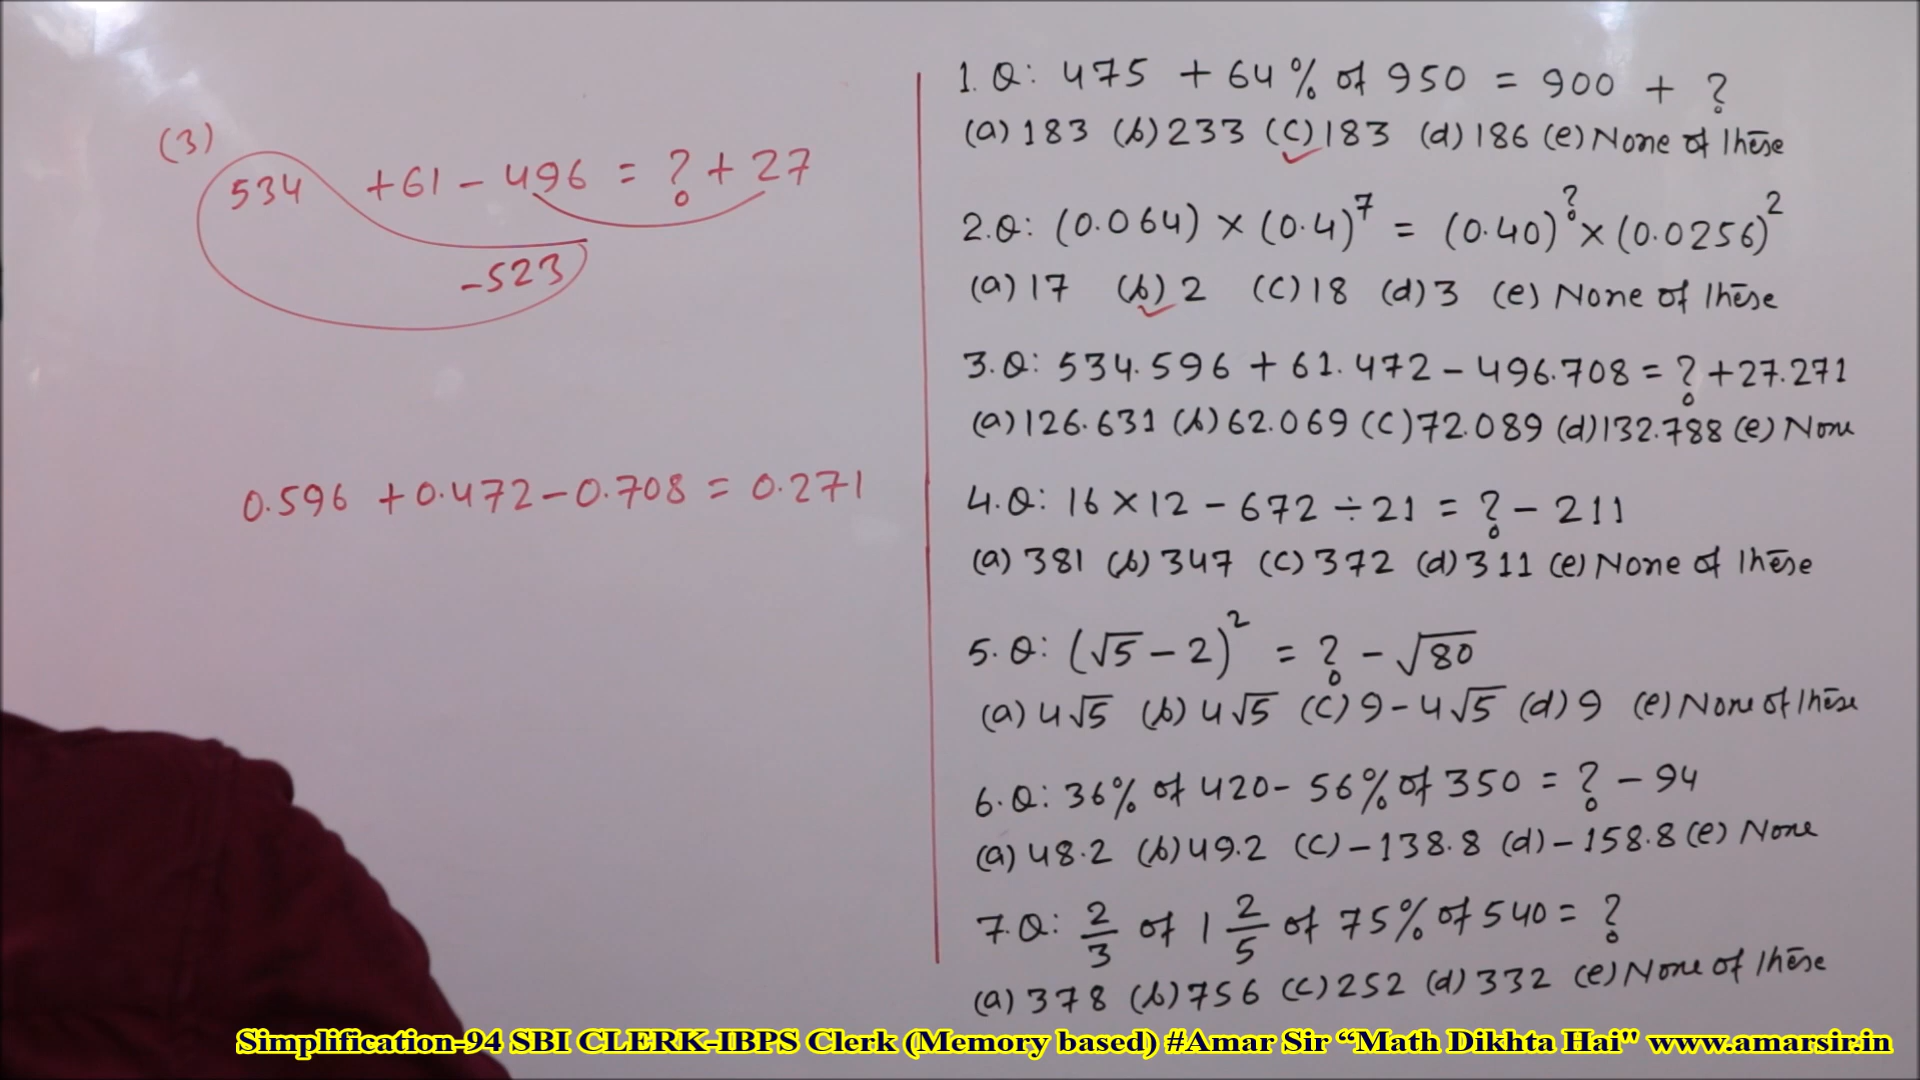 (3)
534 +61 - 496 = ? + 27
-523
0.596 + 0.472 - 0.708 = 0.271
1. Q: 475 + 64% of 950 = 900 + ?
(a) 183 (b) 233 (c) 183 (d) 186 (e) None of these
2. Q: (0.064) × (0.4)^7 = (0.40)^? × (0.0256)^2
(a) 17 (b) 2 (c) 18 (d) 3 (e) None of these
3. Q: 534.596 + 61.472 - 496.708 = ? + 27.271
(a) 126.631 (b) 62.069 (c) 72.089 (d) 132.788 (e) None
4. Q: 16 × 12 - 672 ÷ 21 = ? - 211
(a) 381 (b) 347 (c) 372 (d) 311 (e) None of these
5. Q: (√5 - 2)^2 = ? - √80
(a) 4√5 (b) 4√5 (c) 9 - 4√5 (d) 9 (e) None of these
6. Q: 36% of 420 - 56% of 350 = ? - 94
(a) 48.2 (b) 49.2 (c) -138.8 (d) -158.8 (e) None
7. Q: 2/3 of 1 2/5 of 75% of 540 = ?
(a) 378 (b) 756 (c) 252 (d) 332 (e) None of these
Simplification-94 SBI CLERK-IBPS Clerk (Memory based) #Amar Sir “Math Dikhta Hai" www.amarsir.in